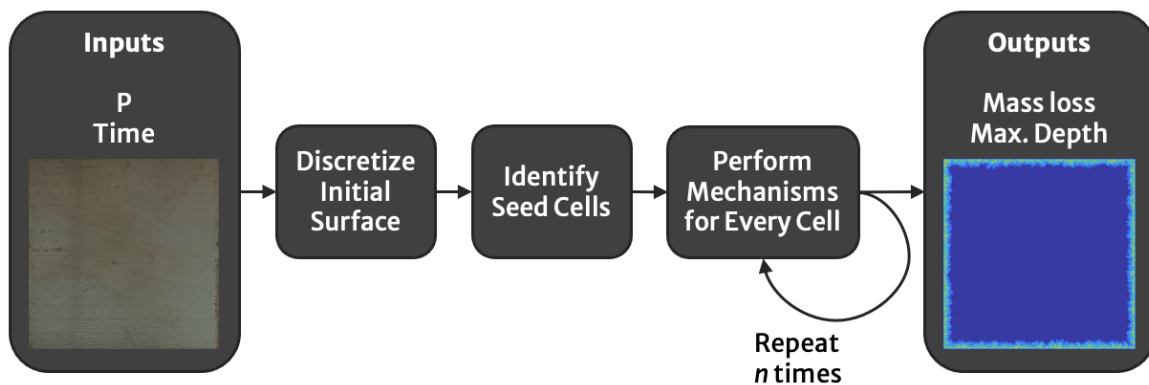 Inputs
P
Time
Discretize
Initial
Surface
Identify
Seed Cells
Perform
Mechanisms
for Every Cell
Repeat
n times
Outputs
Mass loss
Max. Depth